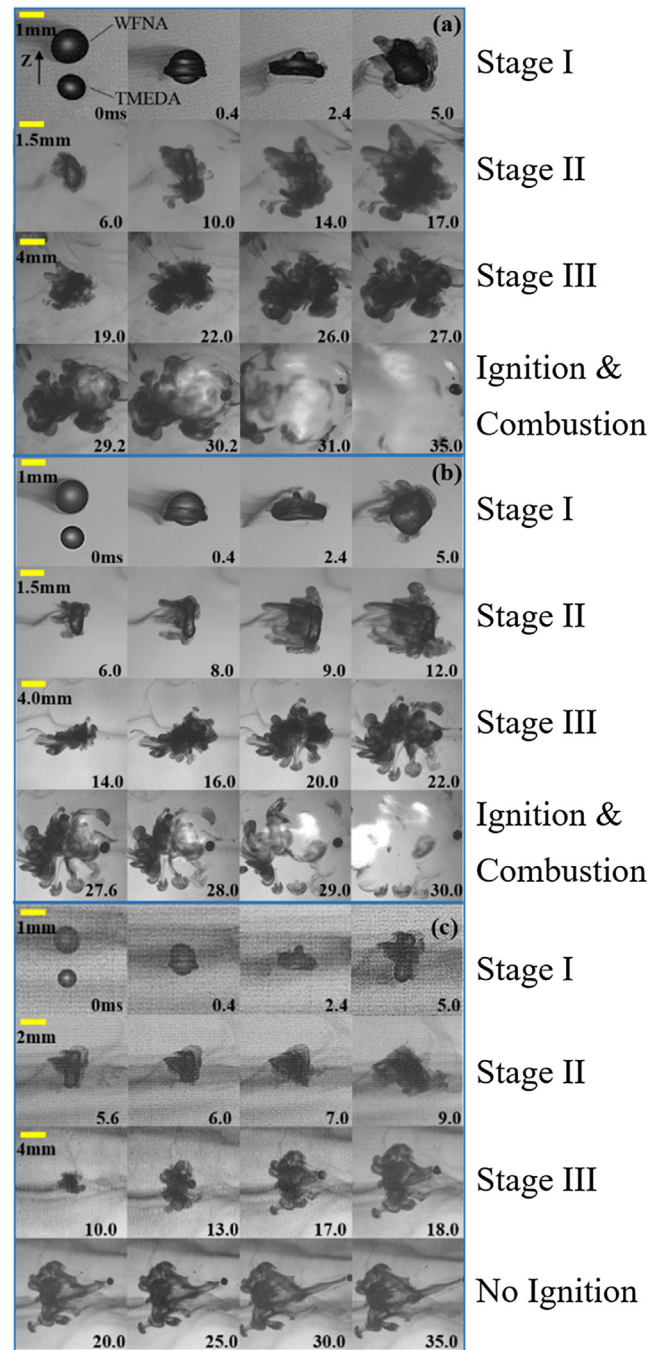 1mm
WFNA
(a)
Z
TMEDA
0ms
0.4
2.4
5.0
Stage I
1.5mm
6.0
10.0
14.0
17.0
Stage II
4mm
19.0
22.0
26.0
27.0
Stage III
29.2
30.2
31.0
35.0
Ignition &
Combustion
(b)
1mm
0ms
0.4
2.4
5.0
Stage I
1.5mm
6.0
8.0
9.0
12.0
Stage II
4.0mm
14.0
16.0
20.0
22.0
Stage III
27.6
28.0
29.0
30.0
Ignition &
Combustion
(c)
1mm
0ms
0.4
2.4
5.0
Stage I
2mm
5.6
6.0
7.0
9.0
Stage II
4mm
10.0
13.0
17.0
18.0
Stage III
20.0
25.0
30.0
35.0
No Ignition